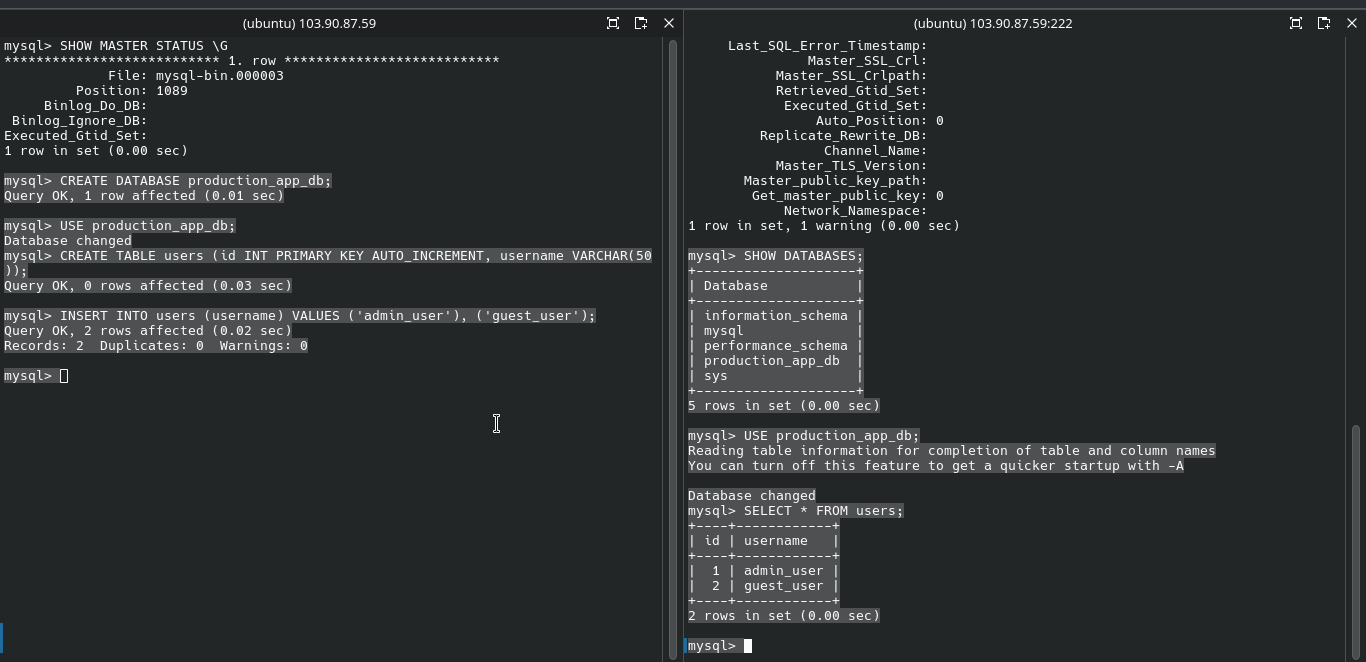 (ubuntu) 103.90.87.59
mysql> SHOW MASTER STATUS \G
*************************** 1. row ***************************
File: mysql-bin.000003
Position: 1089
Binlog_Do_DB:
Binlog_Ignore_DB:
Executed_Gtid_Set:
1 row in set (0.00 sec)
mysql> CREATE DATABASE production_app_db;
Query OK, 1 row affected (0.01 sec)
mysql> USE production_app_db;
Database changed
mysql> CREATE TABLE users (id INT PRIMARY KEY AUTO_INCREMENT, username VARCHAR(50
));
Query OK, 0 rows affected (0.03 sec)
mysql> INSERT INTO users (username) VALUES ('admin_user'), ('guest_user');
Query OK, 2 rows affected (0.02 sec)
Records: 2  Duplicates: 0  Warnings: 0
mysql>
(ubuntu) 103.90.87.59:222
Last_SQL_Error_Timestamp:
Master_SSL_Crl:
Master_SSL_Crlpath:
Retrieved_Gtid_Set:
Executed_Gtid_Set:
Auto_Position: 0
Replicate_Rewrite_DB:
Channel_Name:
Master_TLS_Version:
Master_public_key_path:
Get_master_public_key: 0
Network_Namespace:
1 row in set, 1 warning (0.00 sec)
mysql> SHOW DATABASES;
+--------------------+
| Database           |
+--------------------+
| information_schema |
| mysql              |
| performance_schema |
| production_app_db  |
| sys                |
+--------------------+
5 rows in set (0.00 sec)
mysql> USE production_app_db;
Reading table information for completion of table and column names
You can turn off this feature to get a quicker startup with -A
Database changed
mysql> SELECT * FROM users;
+----+------------+
| id | username   |
+----+------------+
|  1 | admin_user |
|  2 | guest_user |
+----+------------+
2 rows in set (0.00 sec)
mysql>